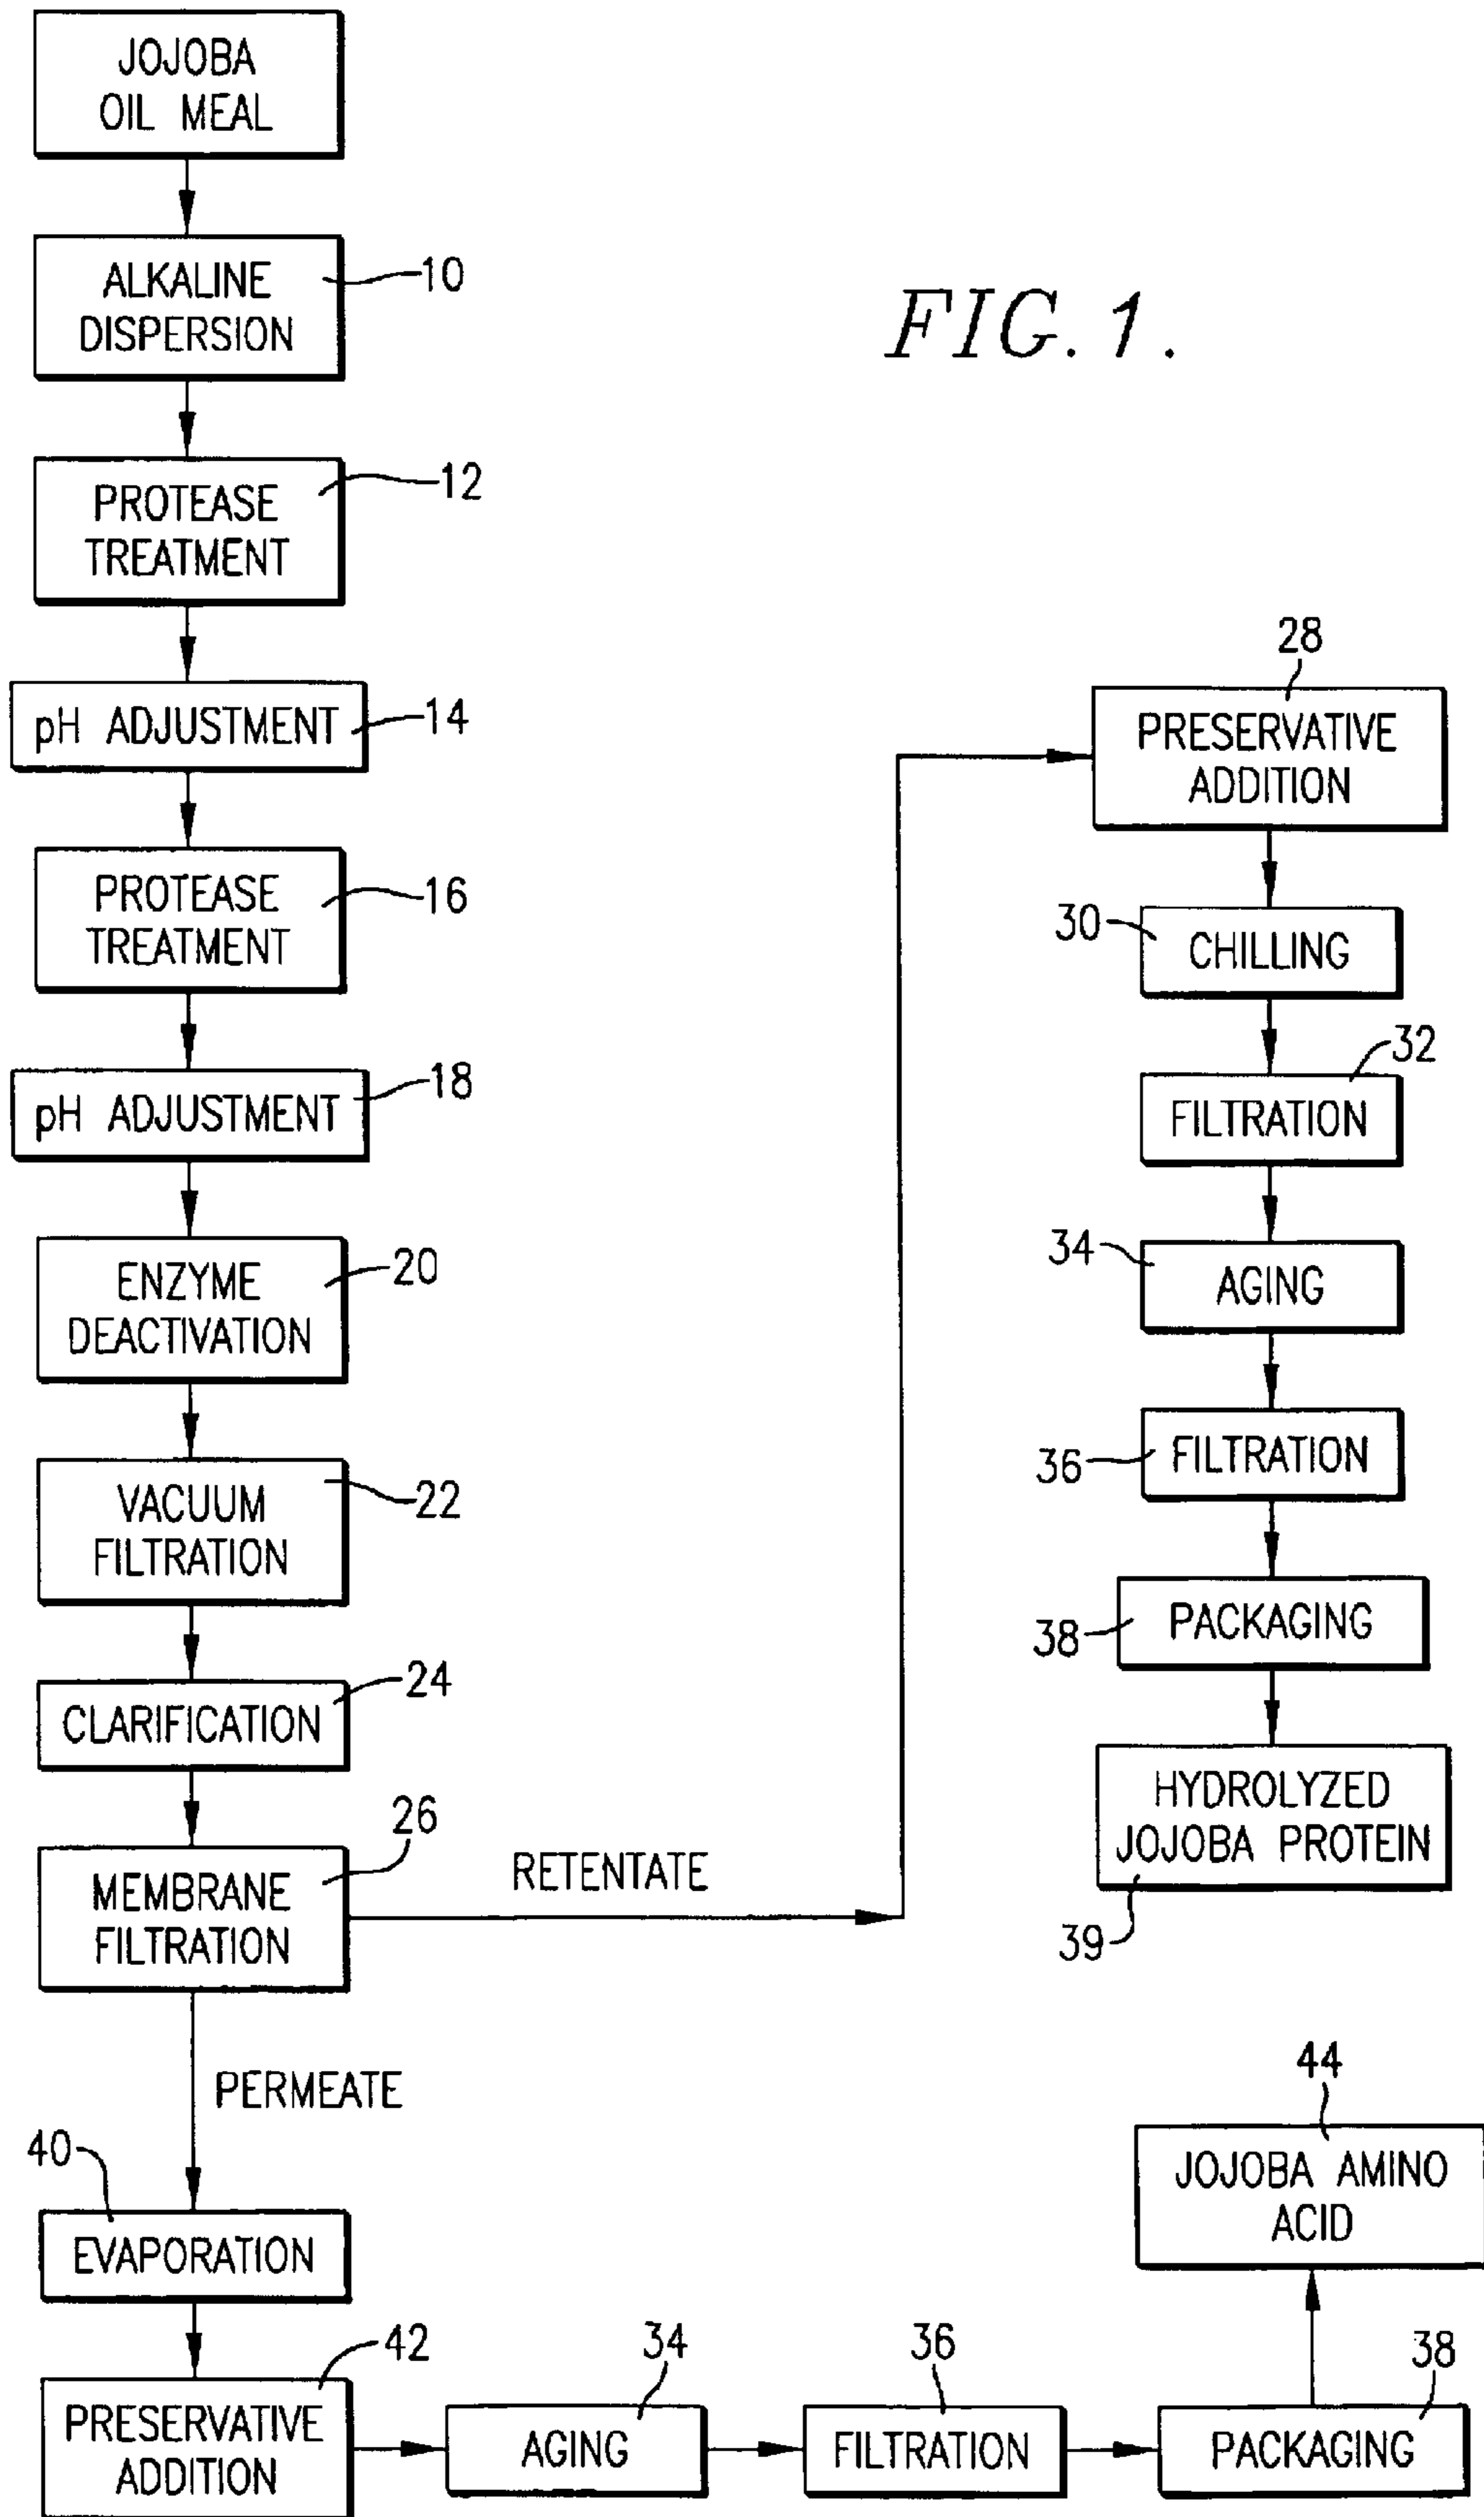 JOJOBA
OIL MEAL
ALKALINE
DISPERSION
10
FIG. 1.
PROTEASE
TREATMENT
12
pH ADJUSTMENT
14
PROTEASE
TREATMENT
16
pH ADJUSTMENT
18
ENZYME
DEACTIVATION
20
VACUUM
FILTRATION
22
CLARIFICATION
24
MEMBRANE
FILTRATION
26
RETENTATE
28
PRESERVATIVE
ADDITION
30
CHILLING
32
FILTRATION
34
AGING
36
FILTRATION
38
PACKAGING
HYDROLYZED
JOJOBA PROTEIN
39
PERMEATE
40
EVAPORATION
42
PRESERVATIVE
ADDITION
34
AGING
36
FILTRATION
38
PACKAGING
44
JOJOBA AMINO
ACID